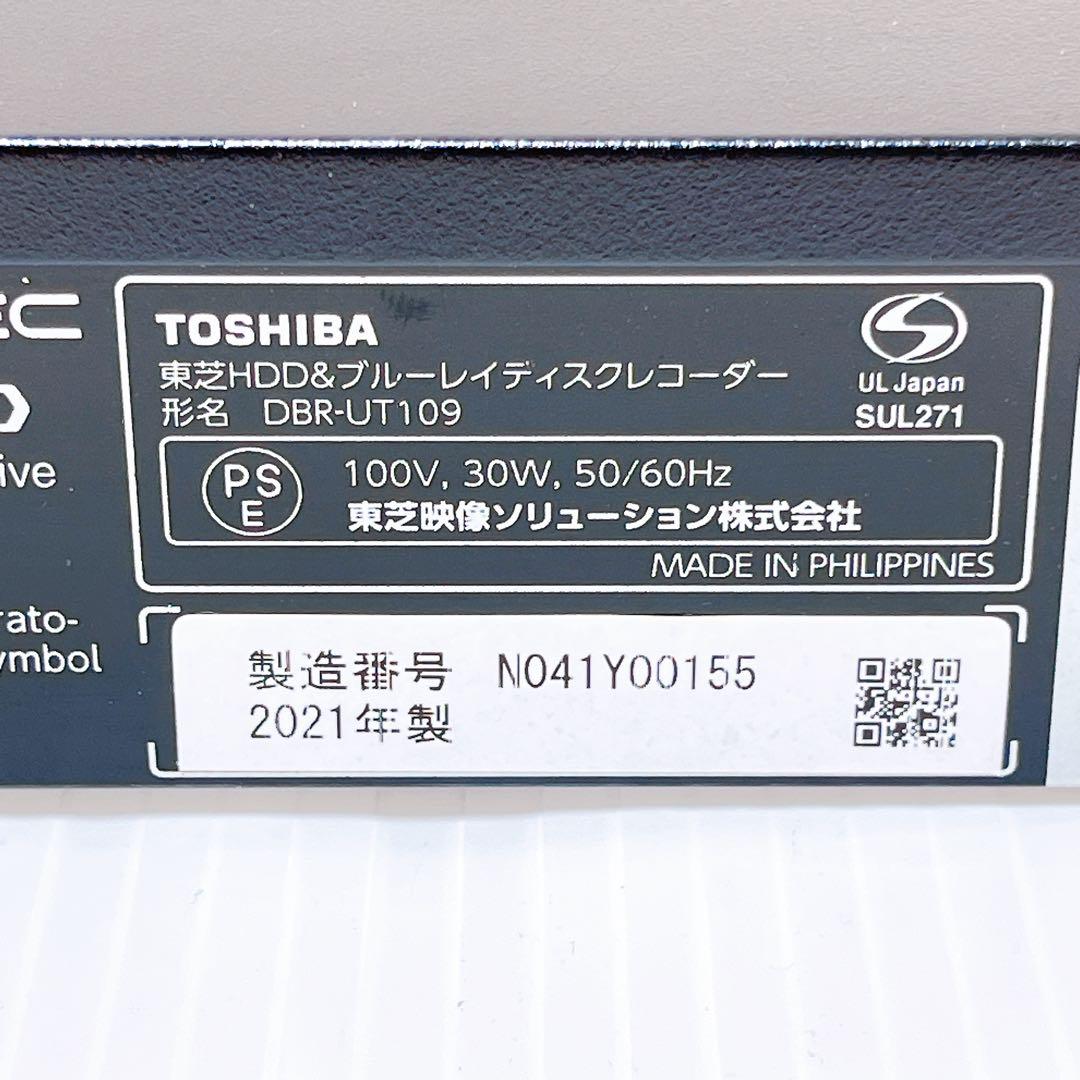 EC
TOSHIBA
東芝HDD&ブルーレイディスクレコーダー
形名 DBR-UT109
UL Japan
SUL271
PS
E
100V, 30W, 50/60Hz
東芝映像ソリューション株式会社
MADE IN PHILIPPINES
ive
rato-
ymbol
製造番号 N041Y00155
2021年製